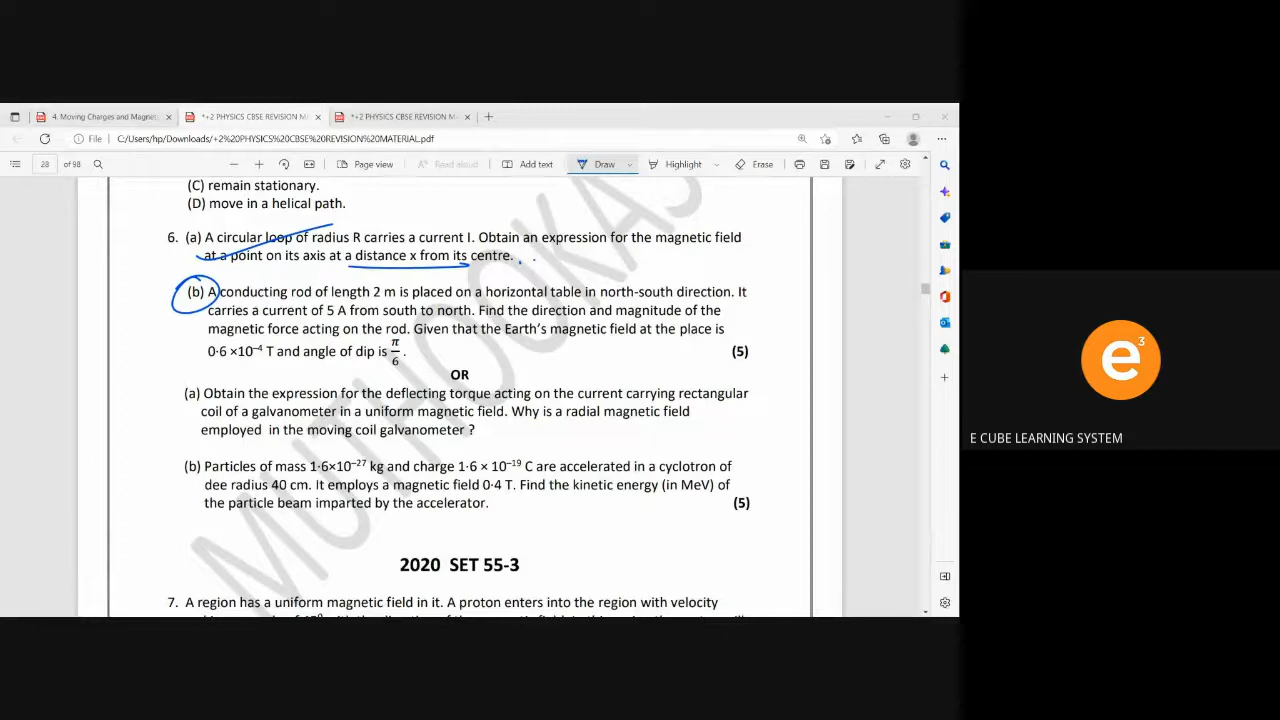 4. Moving Charges and Magnet
*+2 PHYSICS CBSE REVISION MA
*+2 PHYSICS CBSE REVISION MA
File
C:/Users/hp/Downloads/+2%20PHYSICS%20CBSE%20REVISION%20MATERIAL.pdf
28 of 98
Page view
Read aloud
Add text
Draw
Highlight
Erase
(C) remain stationary.
(D) move in a helical path.
6. (a) A circular loop of radius R carries a current I. Obtain an expression for the magnetic field
at a point on its axis at a distance x from its centre.
(b) A conducting rod of length 2 m is placed on a horizontal table in north-south direction. It
carries a current of 5 A from south to north. Find the direction and magnitude of the
magnetic force acting on the rod. Given that the Earth's magnetic field at the place is
0·6 ×10⁻⁴ T and angle of dip is π/6 . (5)
OR
(a) Obtain the expression for the deflecting torque acting on the current carrying rectangular
coil of a galvanometer in a uniform magnetic field. Why is a radial magnetic field
employed in the moving coil galvanometer ?
(b) Particles of mass 1·6×10⁻²⁷ kg and charge 1·6 × 10⁻¹⁹ C are accelerated in a cyclotron of
dee radius 40 cm. It employs a magnetic field 0·4 T. Find the kinetic energy (in MeV) of
the particle beam imparted by the accelerator. (5)
2020 SET 55-3
7. A region has a uniform magnetic field in it. A proton enters into the region with velocity
MUTHOOKAS
e3
E CUBE LEARNING SYSTEM